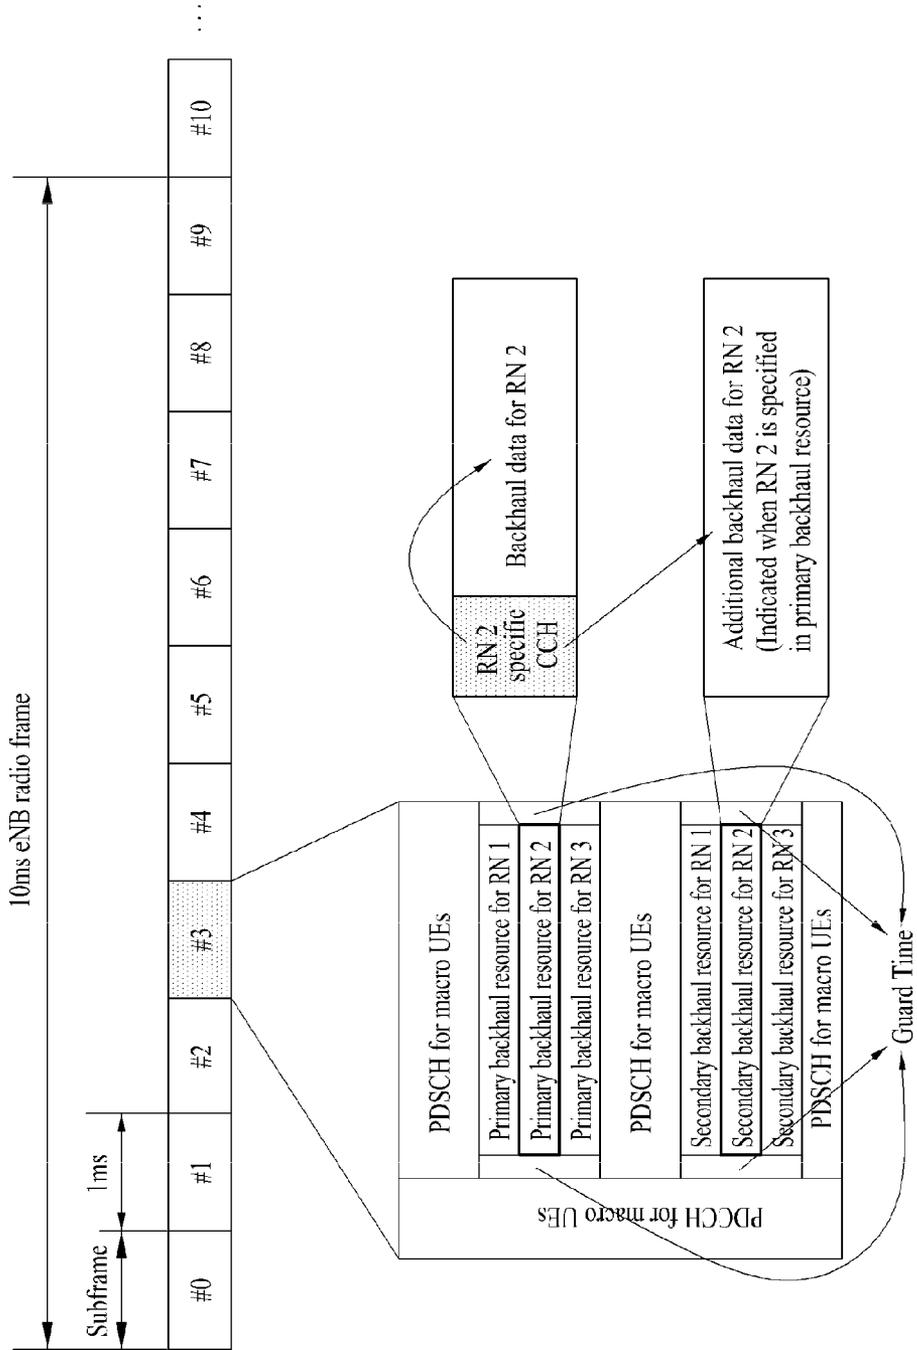 10ms eNB radio frame
Subframe
1ms
#0
#1
#2
#3
#4
#5
#6
#7
#8
#9
#10
...
PDCCH for macro UEs
PDSCH for macro UEs
Primary backhaul resource for RN 1
Primary backhaul resource for RN 2
Primary backhaul resource for RN 3
PDSCH for macro UEs
Secondary backhaul resource for RN 1
Secondary backhaul resource for RN 2
Secondary backhaul resource for RN 3
PDSCH for macro UEs
Guard Time
RN 2
specific
CCH
Backhaul data for RN 2
Additional backhaul data for RN 2
(Indicated when RN 2 is specified
in primary backhaul resource)